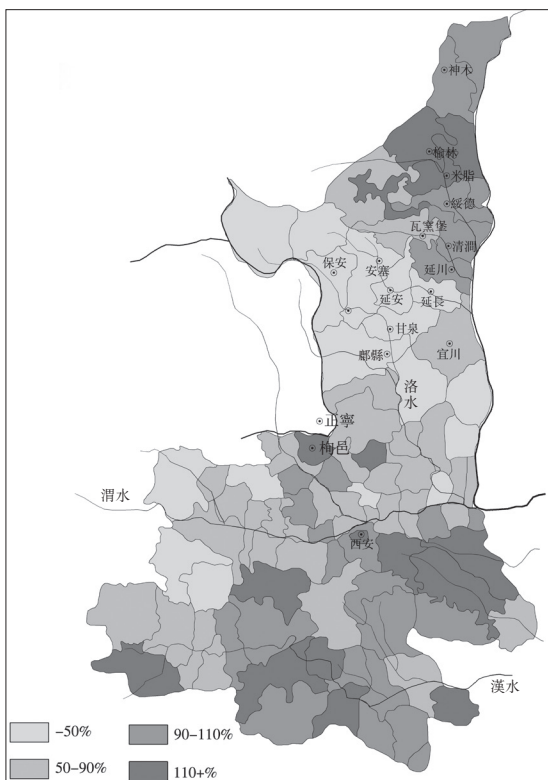 神木
榆林
米脂
綏德
瓦窯堡
清澗
保安
安塞
延川
延安
延長
甘泉
鄜縣
宜川
洛水
正寧
栒邑
渭水
西安
漢水
-50%
90-110%
50-90%
110+%